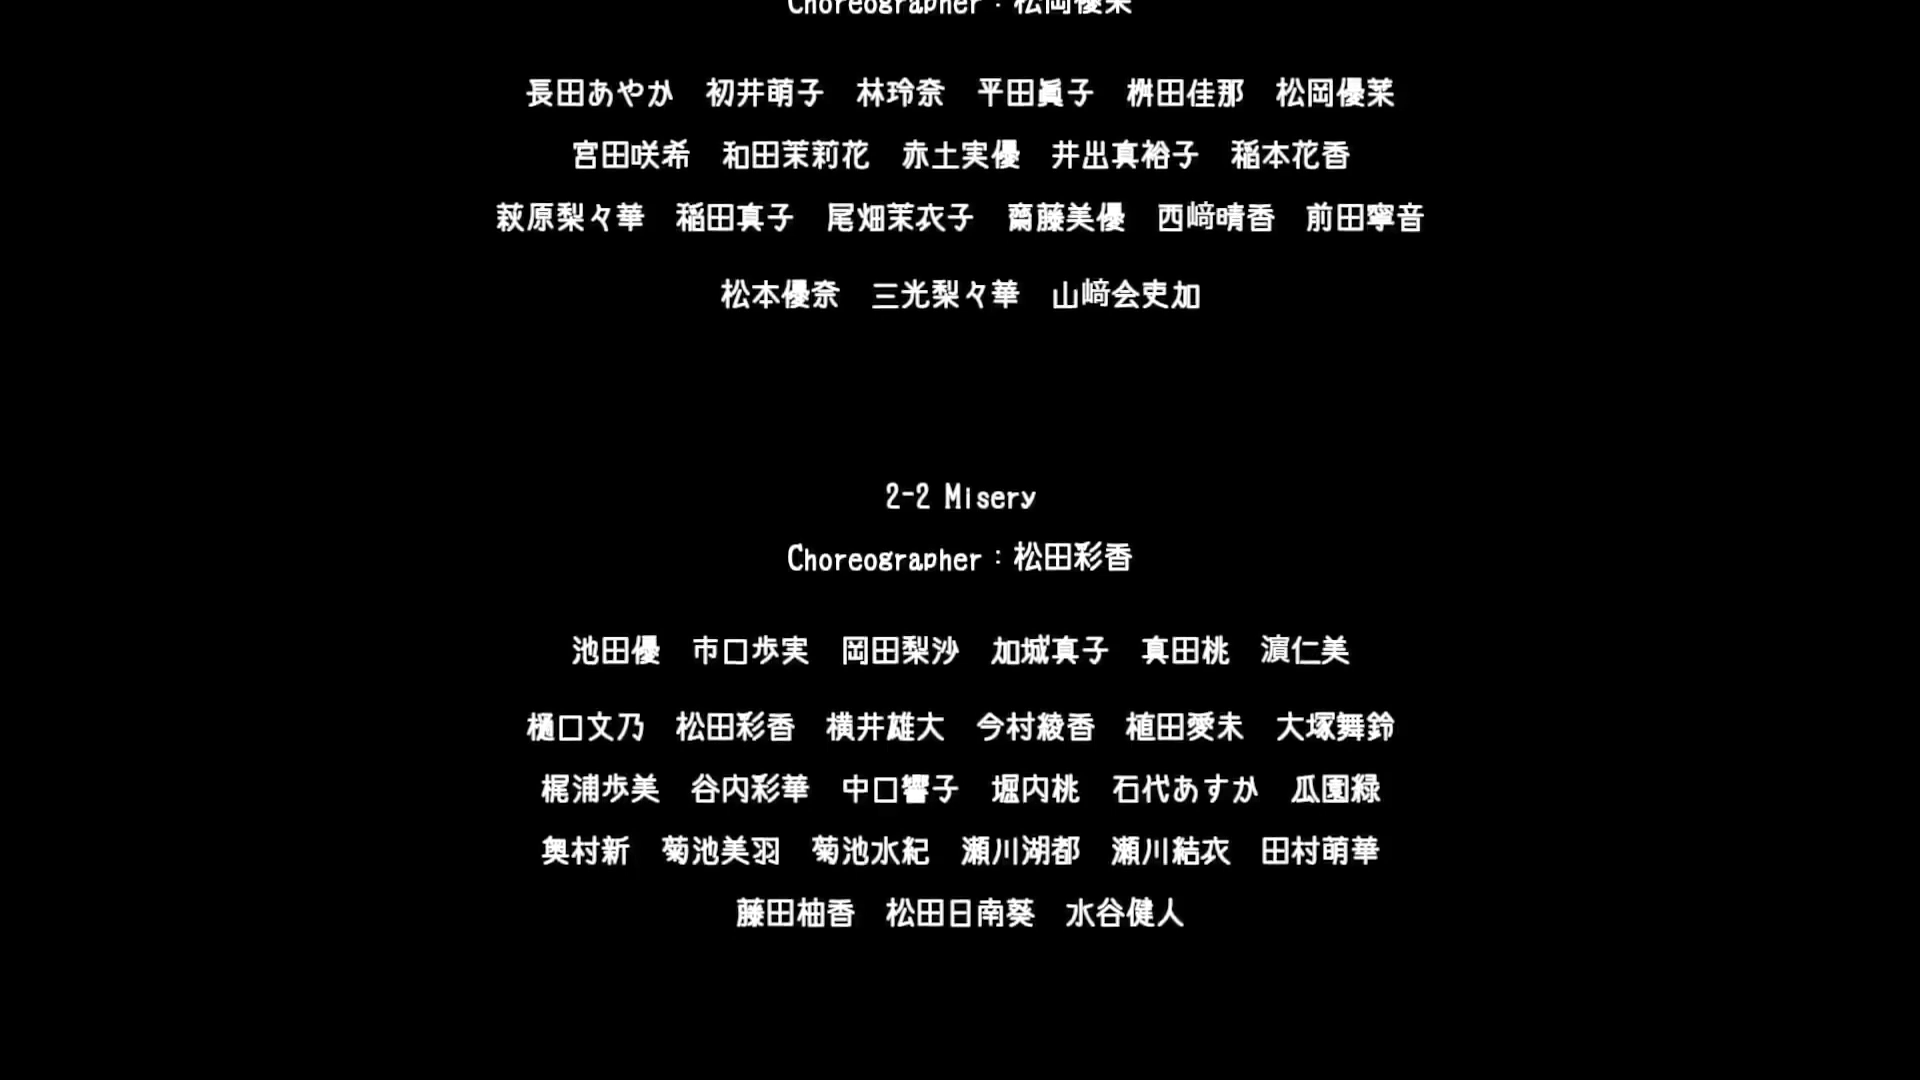 Choreographer：松岡優茉
長田あやか　初井萌子　林玲奈　平田眞子　桝田佳那　松岡優茉
宮田咲希　和田茉莉花　赤土実優　井出真裕子　稲本花香
萩原梨々華　稲田真子　尾畑茉衣子　齋藤美優　西﨑晴香　前田寧音
松本優奈　三光梨々華　山﨑会吏加
2-2 Misery
Choreographer：松田彩香
池田優　市口歩実　岡田梨沙　加城真子　真田桃　濵仁美
樋口文乃　松田彩香　横井雄大　今村綾香　植田愛未　大塚舞鈴
梶浦歩美　谷内彩華　中口響子　堀内桃　石代あすか　瓜園緑
奥村新　菊池美羽　菊池水紀　瀬川湖都　瀬川結衣　田村萌華
藤田柚香　松田日南葵　水谷健人